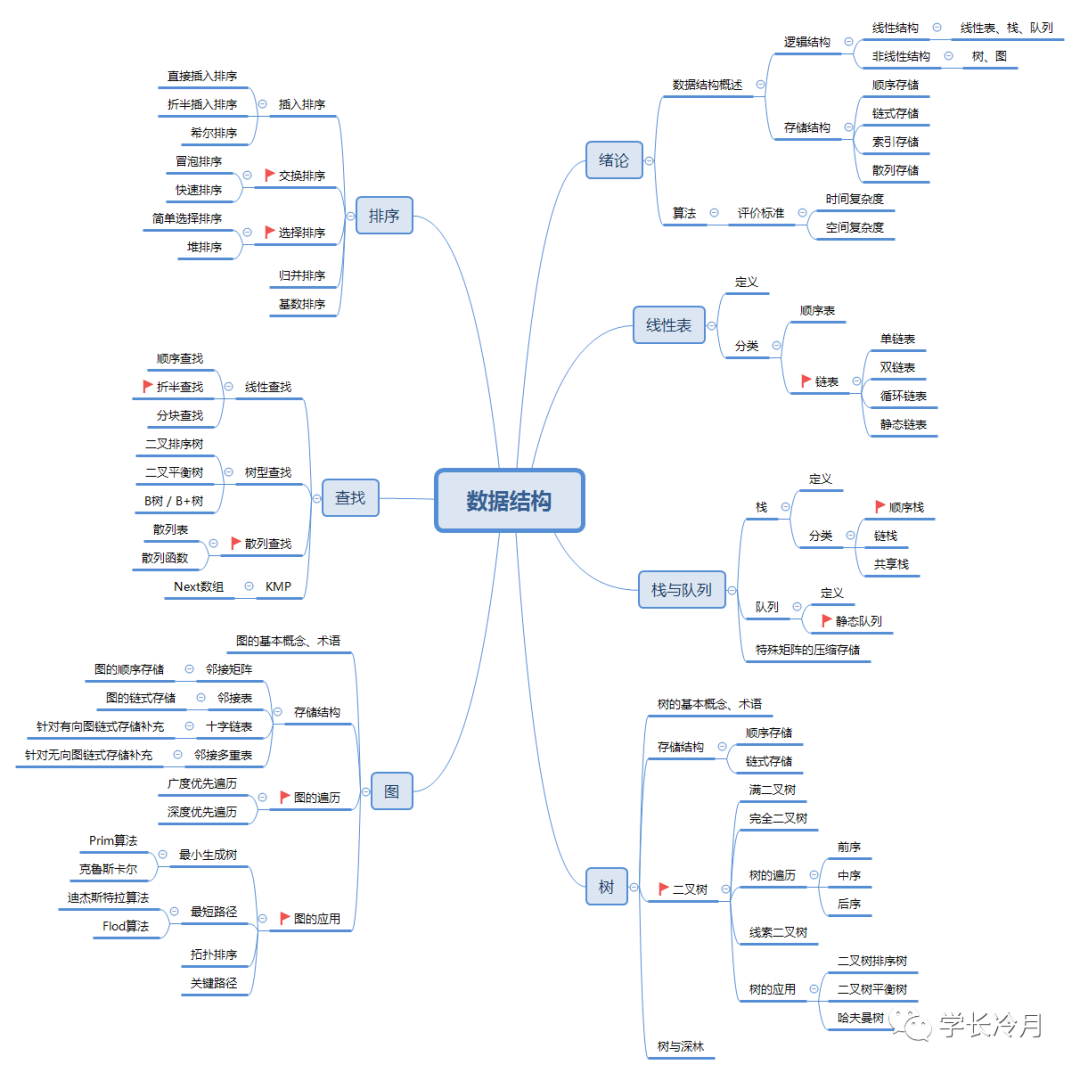 数据结构
绪论
数据结构概述
逻辑结构
线性结构
线性表、栈、队列
非线性结构
树、图
存储结构
顺序存储
链式存储
索引存储
散列存储
算法
评价标准
时间复杂度
空间复杂度
线性表
定义
分类
顺序表
链表
单链表
双链表
循环链表
静态链表
栈与队列
栈
定义
分类
顺序栈
链栈
共享栈
队列
定义
静态队列
特殊矩阵的压缩存储
树
树的基本概念、术语
存储结构
顺序存储
链式存储
二叉树
满二叉树
完全二叉树
树的遍历
前序
中序
后序
线索二叉树
树的应用
二叉树排序树
二叉树平衡树
哈夫曼树
树与深林
排序
插入排序
直接插入排序
折半插入排序
希尔排序
交换排序
冒泡排序
快速排序
选择排序
简单选择排序
堆排序
归并排序
基数排序
查找
线性查找
顺序查找
折半查找
分块查找
树型查找
二叉排序树
二叉平衡树
B树 / B+树
散列查找
散列表
散列函数
KMP
Next数组
图
图的基本概念、术语
存储结构
邻接矩阵
图的顺序存储
邻接表
图的链式存储
十字链表
针对有向图链式存储补充
邻接多重表
针对无向图链式存储补充
图的遍历
广度优先遍历
深度优先遍历
图的应用
最小生成树
Prim算法
克鲁斯卡尔
最短路径
迪杰斯特拉算法
Flod算法
拓扑排序
关键路径
学长冷月